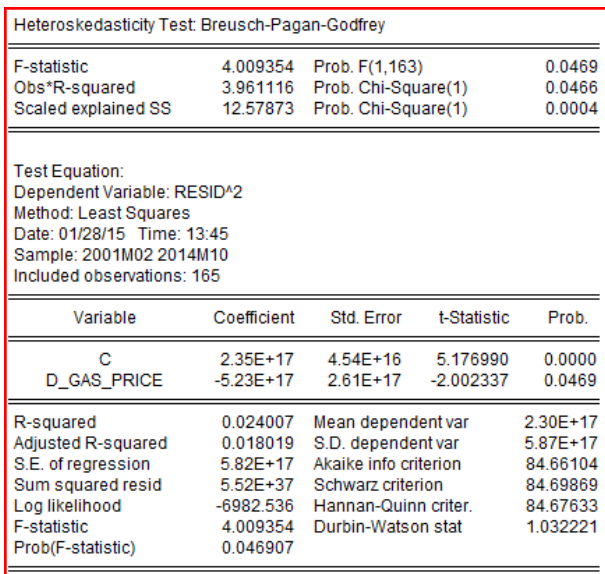 Heteroskedasticity Test: Breusch-Pagan-Godfrey
F-statistic 4.009354 Prob. F(1,163) 0.0469
Obs*R-squared 3.961116 Prob. Chi-Square(1) 0.0466
Scaled explained SS 12.57873 Prob. Chi-Square(1) 0.0004
Test Equation:
Dependent Variable: RESID^2
Method: Least Squares
Date: 01/28/15 Time: 13:45
Sample: 2001M02 2014M10
Included observations: 165
Variable Coefficient Std. Error t-Statistic Prob.
C 2.35E+17 4.54E+16 5.176990 0.0000
D_GAS_PRICE -5.23E+17 2.61E+17 -2.002337 0.0469
R-squared 0.024007 Mean dependent var 2.30E+17
Adjusted R-squared 0.018019 S.D. dependent var 5.87E+17
S.E. of regression 5.82E+17 Akaike info criterion 84.66104
Sum squared resid 5.52E+37 Schwarz criterion 84.69869
Log likelihood -6982.536 Hannan-Quinn criter. 84.67633
F-statistic 4.009354 Durbin-Watson stat 1.032221
Prob(F-statistic) 0.046907